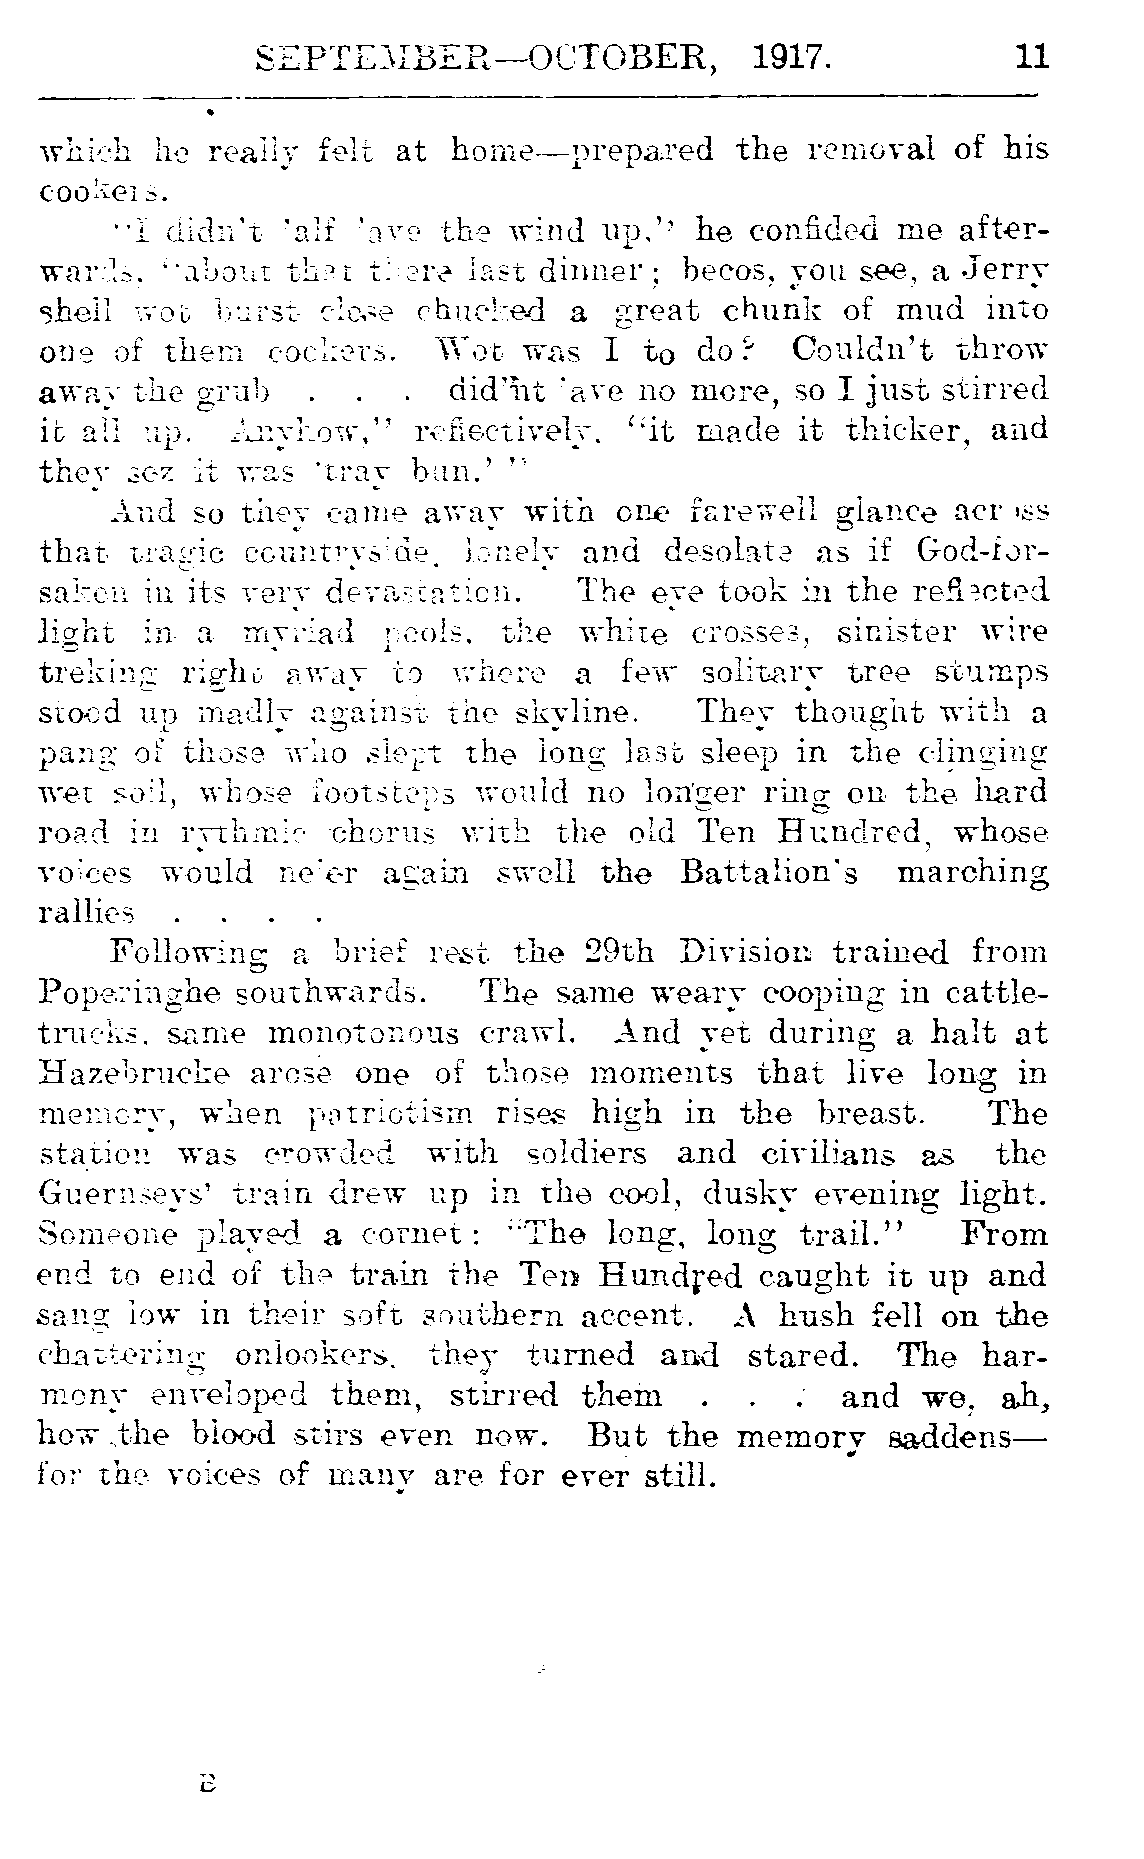 SEPTEMBER—OCTOBER, 1917. 11
which he really felt at home—prepared the removal of his
cookers.
"I didn't 'alf 'ave the wind up," he confided me after-
wards, "about that there last dinner; becos, you see, a Jerry
shell wot burst close chucked a great chunk of mud into
one of them cockers. Wot was I to do? Couldn't throw
away the grub . . . did'nt 'ave no more, so I just stirred
it all up. Anyhow," reflectively, "it made it thicker, and
they sez it was 'tray bun.' "
And so they came away with one farewell glance across
that tragic countryside, lonely and desolate as if God-for-
saken in its very devastation. The eye took in the reflected
light in a myriad pools, the white crosses, sinister wire
treking right away to where a few solitary tree stumps
stood up madly against the skyline. They thought with a
pang of those who slept the long last sleep in the clinging
wet soil, whose footsteps would no longer ring on the hard
road in rythmic chorus with the old Ten Hundred, whose
voices would ne'er again swell the Battalion's marching
rallies . . . .
Following a brief rest the 29th Division trained from
Poperinghe southwards. The same weary cooping in cattle-
trucks, same monotonous crawl. And yet during a halt at
Hazebrucke arose one of those moments that live long in
memory, when patriotism rises high in the breast. The
station was crowded with soldiers and civilians as the
Guernseys' train drew up in the cool, dusky evening light.
Someone played a cornet: "The long, long trail." From
end to end of the train the Ten Hundred caught it up and
sang low in their soft southern accent. A hush fell on the
chattering onlookers, they turned and stared. The har-
mony enveloped them, stirred them . . . and we, ah,
how the blood stirs even now. But the memory saddens—
for the voices of many are for ever still.
B